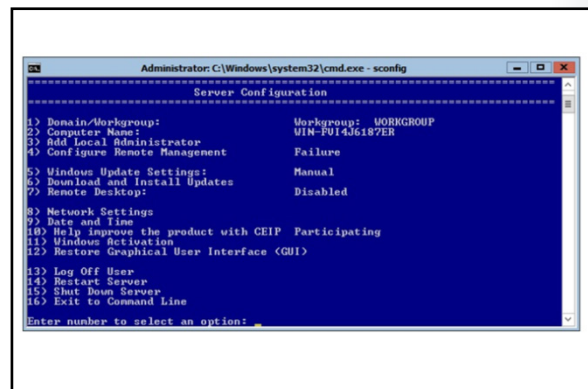 Administrator: C:\Windows\system32\cmd.exe - sconfig
===============================================================================
Server Configuration
===============================================================================
1) Domain/Workgroup: Workgroup: WORKGROUP
2) Computer Name: WIN-FVI4J6187ER
3) Add Local Administrator
4) Configure Remote Management Failure
5) Windows Update Settings: Manual
6) Download and Install Updates
7) Remote Desktop: Disabled
8) Network Settings
9) Date and Time
10) Help improve the product with CEIP Participating
11) Windows Activation
12) Restore Graphical User Interface (GUI)
13) Log Off User
14) Restart Server
15) Shut Down Server
16) Exit to Command Line
Enter number to select an option: _